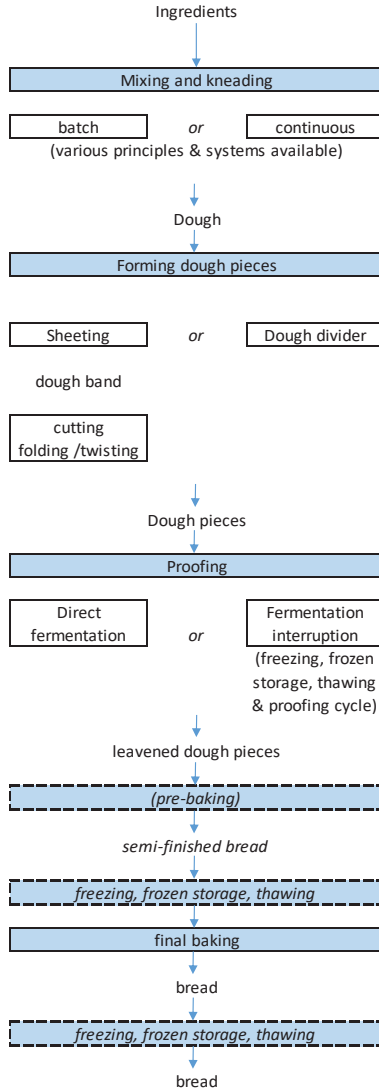 Ingredients
Mixing and kneading
batch or continuous
(various principles & systems available)
Dough
Forming dough pieces
Sheeting or Dough divider
dough band
cutting
folding /twisting
Dough pieces
Proofing
Direct
fermentation
or
Fermentation
interruption
(freezing, frozen
storage, thawing
& proofing cycle)
leavened dough pieces
(pre-baking)
semi-finished bread
freezing, frozen storage, thawing
final baking
bread
freezing, frozen storage, thawing
bread